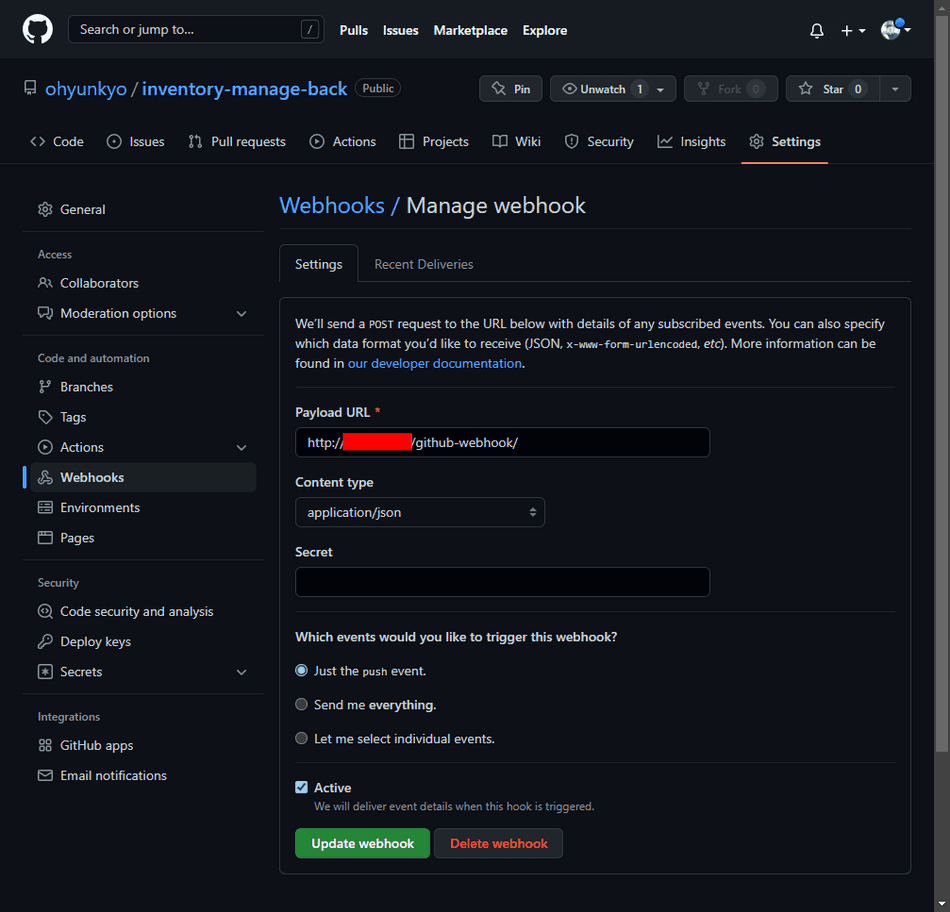 Search or jump to... / Pulls Issues Marketplace Explore
ohyunkyo / inventory-manage-back Public Pin Unwatch 1 Fork 0 Star 0
Code Issues Pull requests Actions Projects Wiki Security Insights Settings
General
Access
Collaborators
Moderation options
Code and automation
Branches
Tags
Actions
Webhooks
Environments
Pages
Security
Code security and analysis
Deploy keys
Secrets
Integrations
GitHub apps
Email notifications
Webhooks / Manage webhook
Settings Recent Deliveries
We'll send a POST request to the URL below with details of any subscribed events. You can also specify
which data format you'd like to receive (JSON, x-www-form-urlencoded, etc). More information can be
found in our developer documentation.
Payload URL *
http:// /github-webhook/
Content type
application/json
Secret
Which events would you like to trigger this webhook?
Just the push event.
Send me everything.
Let me select individual events.
Active
We will deliver event details when this hook is triggered.
Update webhook Delete webhook